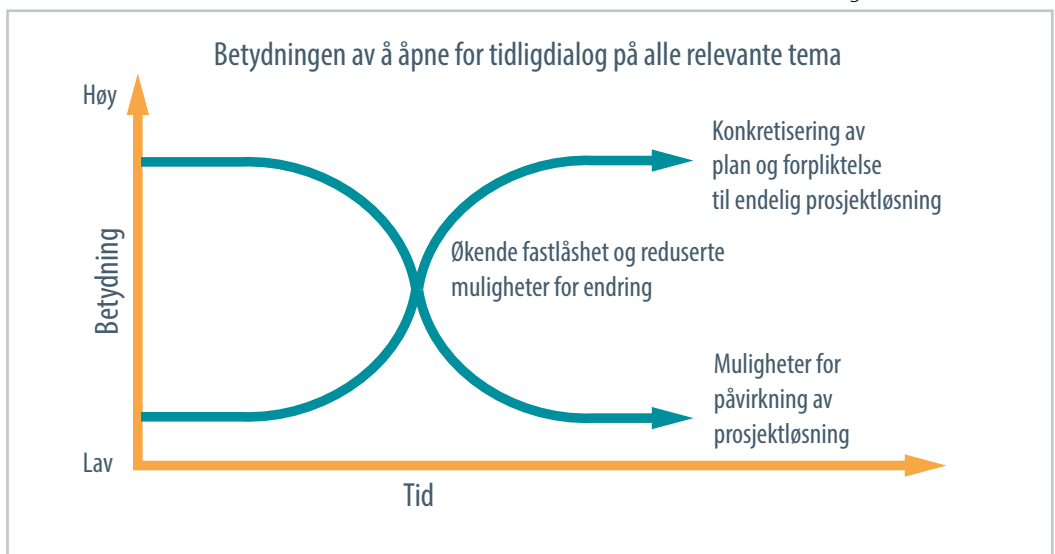 Betydningen av å åpne for tidligdialog på alle relevante tema
Høy
Konkretisering av
plan og forpliktelse
til endelig prosjektløsning
Økende fastlåshet og reduserte
muligheter for endring
Betydning
Muligheter for
påvirkning av
prosjektløsning
Lav
Tid